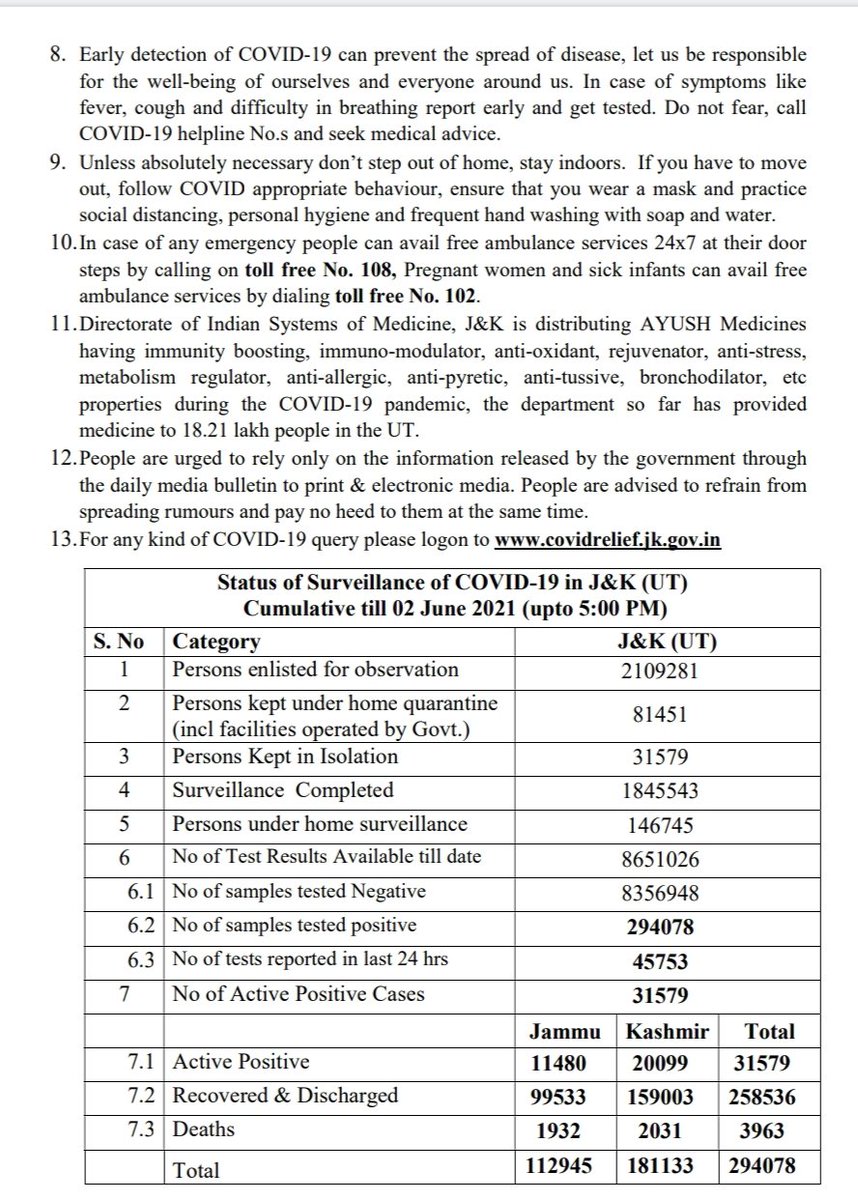 8. Early detection of COVID-19 can prevent the spread of disease, let us be responsible
for the well-being of ourselves and everyone around us. In case of symptoms like
fever, cough and difficulty in breathing report early and get tested. Do not fear, call
COVID-19 helpline No.s and seek medical advice.
9. Unless absolutely necessary don’t step out of home, stay indoors. If you have to move
out, follow COVID appropriate behaviour, ensure that you wear a mask and practice
social distancing, personal hygiene and frequent hand washing with soap and water.
10. In case of any emergency people can avail free ambulance services 24x7 at their door
steps by calling on toll free No. 108, Pregnant women and sick infants can avail free
ambulance services by dialing toll free No. 102.
11. Directorate of Indian Systems of Medicine, J&K is distributing AYUSH Medicines
having immunity boosting, immuno-modulator, anti-oxidant, rejuvenator, anti-stress,
metabolism regulator, anti-allergic, anti-pyretic, anti-tussive, bronchodilator, etc
properties during the COVID-19 pandemic, the department so far has provided
medicine to 18.21 lakh people in the UT.
12. People are urged to rely only on the information released by the government through
the daily media bulletin to print & electronic media. People are advised to refrain from
spreading rumours and pay no heed to them at the same time.
13. For any kind of COVID-19 query please logon to www.covidrelief.jk.gov.in
Status of Surveillance of COVID-19 in J&K (UT)
Cumulative till 02 June 2021 (upto 5:00 PM)
S. No Category J&K (UT)
1 Persons enlisted for observation 2109281
2 Persons kept under home quarantine
(incl facilities operated by Govt.) 81451
3 Persons Kept in Isolation 31579
4 Surveillance Completed 1845543
5 Persons under home surveillance 146745
6 No of Test Results Available till date 8651026
6.1 No of samples tested Negative 8356948
6.2 No of samples tested positive 294078
6.3 No of tests reported in last 24 hrs 45753
7 No of Active Positive Cases 31579
Jammu Kashmir Total
7.1 Active Positive 11480 20099 31579
7.2 Recovered & Discharged 99533 159003 258536
7.3 Deaths 1932 2031 3963
Total 112945 181133 294078